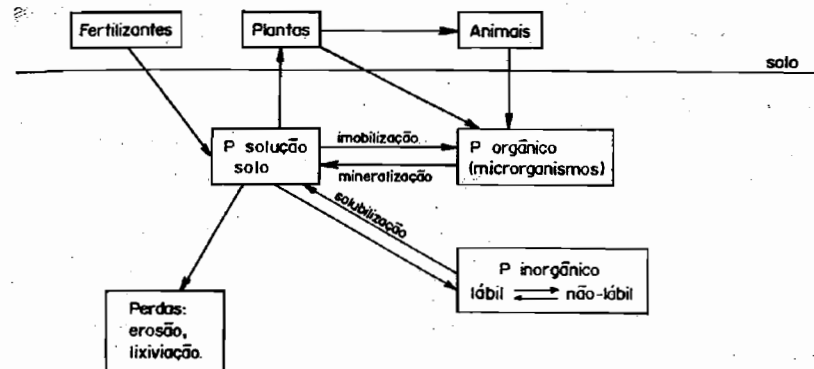 Fertilizantes
Plantas
Animais
solo
P solução
solo
imobilização
mineralização
P orgânico
(microrganismos)
solubilização
P inorgânico
lábil não-lábil
Perdas:
erosão,
lixiviação.